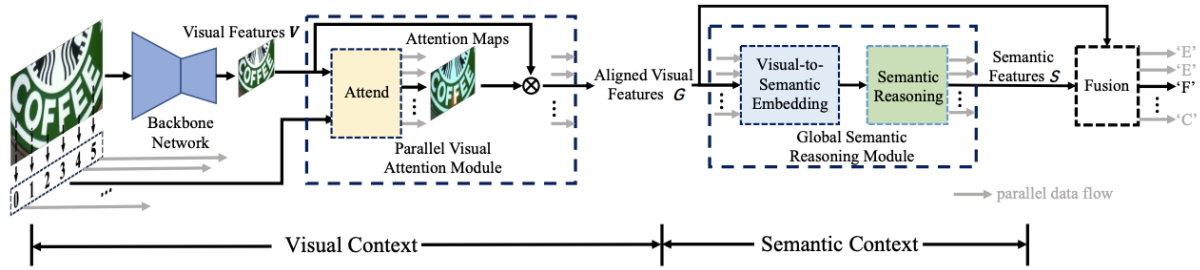 COFFEE
0 1 2 3 4 5
...
Backbone
Network
Visual Features V
COFFEE
Attend
Attention Maps
COFFEE
Parallel Visual
Attention Module
Aligned Visual
Features G
Visual-to-
Semantic
Embedding
Semantic
Reasoning
Global Semantic
Reasoning Module
Semantic
Features S
Fusion
'E'
'E'
'F'
'C'
parallel data flow
Visual Context
Semantic Context